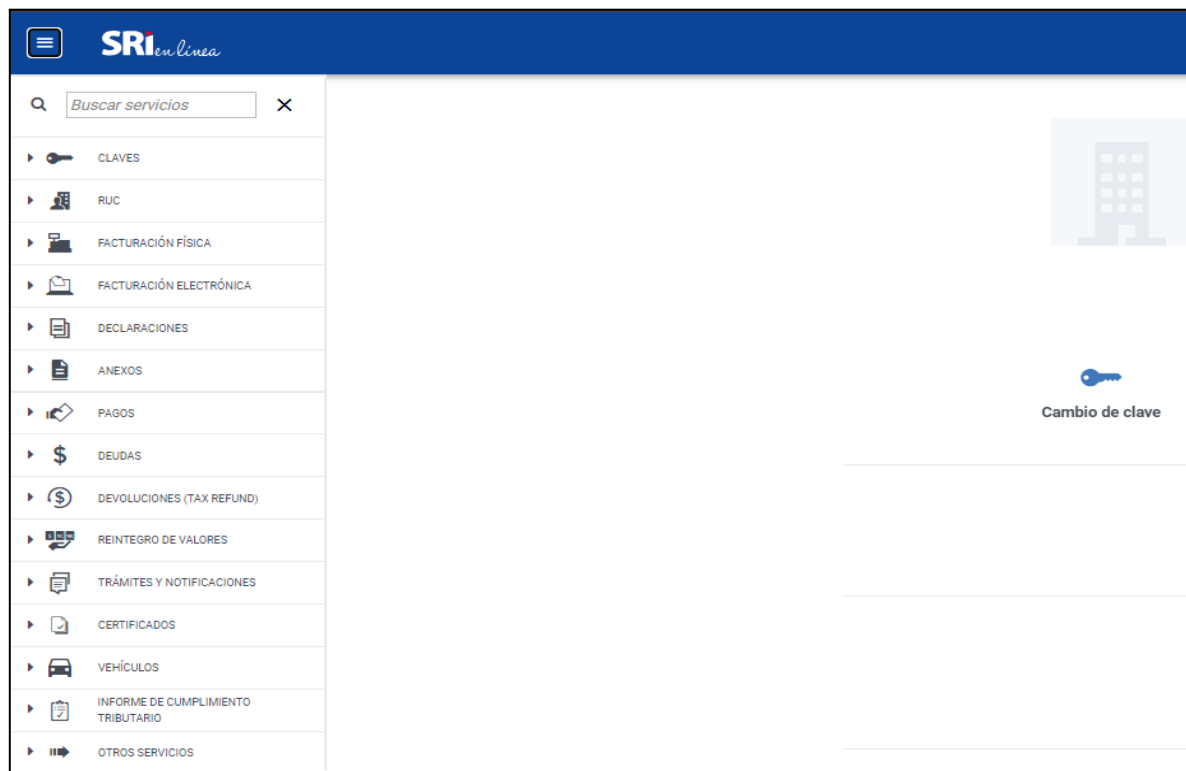 SRi en línea
Buscar servicios
CLAVES
RUC
FACTURACIÓN FÍSICA
FACTURACIÓN ELECTRÓNICA
DECLARACIONES
ANEXOS
PAGOS
DEUDAS
DEVOLUCIONES (TAX REFUND)
REINTEGRO DE VALORES
TRÁMITES Y NOTIFICACIONES
CERTIFICADOS
VEHÍCULOS
INFORME DE CUMPLIMIENTO
TRIBUTARIO
OTROS SERVICIOS
Cambio de clave